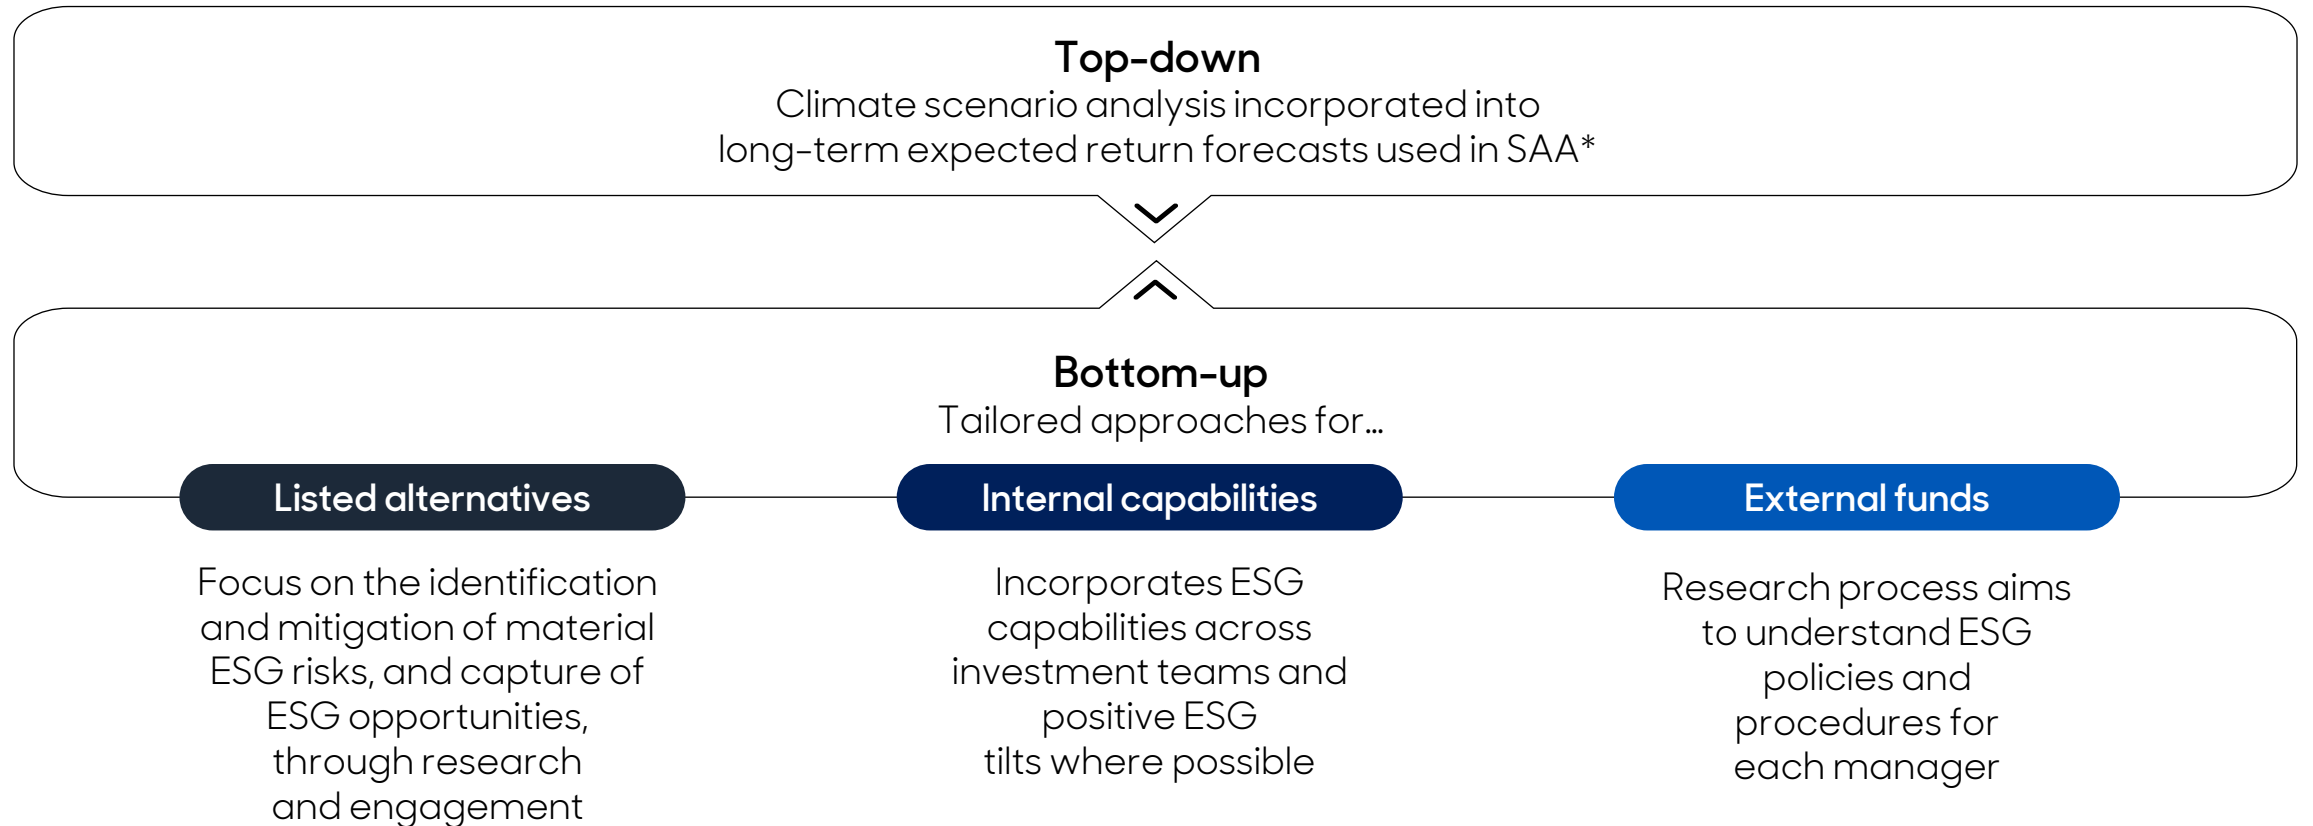 Top-down
Climate scenario analysis incorporated into
long-term expected return forecasts used in SAA*
Bottom-up
Tailored approaches for...
Listed alternatives
Focus on the identification
and mitigation of material
ESG risks, and capture of
ESG opportunities,
through research
and engagement
Internal capabilities
Incorporates ESG
capabilities across
investment teams and
positive ESG
tilts where possible
External funds
Research process aims
to understand ESG
policies and
procedures for
each manager